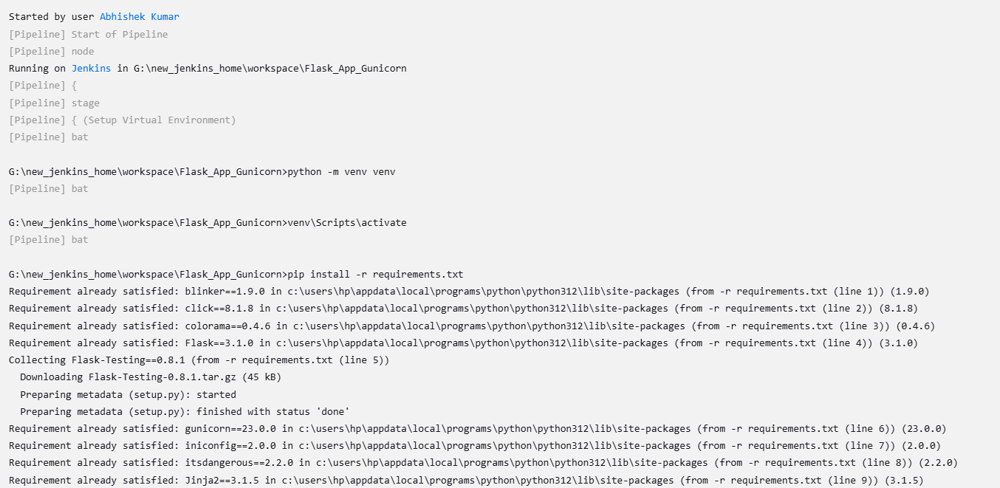 Started by user Abhishek Kumar
[Pipeline] Start of Pipeline
[Pipeline] node
Running on Jenkins in G:\new_jenkins_home\workspace\Flask_App_Gunicorn
[Pipeline] {
[Pipeline] stage
[Pipeline] { (Setup Virtual Environment)
[Pipeline] bat
G:\new_jenkins_home\workspace\Flask_App_Gunicorn>python -m venv venv
[Pipeline] bat
G:\new_jenkins_home\workspace\Flask_App_Gunicorn>venv\Scripts\activate
[Pipeline] bat
G:\new_jenkins_home\workspace\Flask_App_Gunicorn>pip install -r requirements.txt
Requirement already satisfied: blinker==1.9.0 in c:\users\hp\appdata\local\programs\python\python312\lib\site-packages (from -r requirements.txt (line 1)) (1.9.0)
Requirement already satisfied: click==8.1.8 in c:\users\hp\appdata\local\programs\python\python312\lib\site-packages (from -r requirements.txt (line 2)) (8.1.8)
Requirement already satisfied: colorama==0.4.6 in c:\users\hp\appdata\local\programs\python\python312\lib\site-packages (from -r requirements.txt (line 3)) (0.4.6)
Requirement already satisfied: Flask==3.1.0 in c:\users\hp\appdata\local\programs\python\python312\lib\site-packages (from -r requirements.txt (line 4)) (3.1.0)
Collecting Flask-Testing==0.8.1 (from -r requirements.txt (line 5))
  Downloading Flask-Testing-0.8.1.tar.gz (45 kB)
  Preparing metadata (setup.py): started
  Preparing metadata (setup.py): finished with status 'done'
Requirement already satisfied: gunicorn==23.0.0 in c:\users\hp\appdata\local\programs\python\python312\lib\site-packages (from -r requirements.txt (line 6)) (23.0.0)
Requirement already satisfied: iniconfig==2.0.0 in c:\users\hp\appdata\local\programs\python\python312\lib\site-packages (from -r requirements.txt (line 7)) (2.0.0)
Requirement already satisfied: itsdangerous==2.2.0 in c:\users\hp\appdata\local\programs\python\python312\lib\site-packages (from -r requirements.txt (line 8)) (2.2.0)
Requirement already satisfied: Jinja2==3.1.5 in c:\users\hp\appdata\local\programs\python\python312\lib\site-packages (from -r requirements.txt (line 9)) (3.1.5)